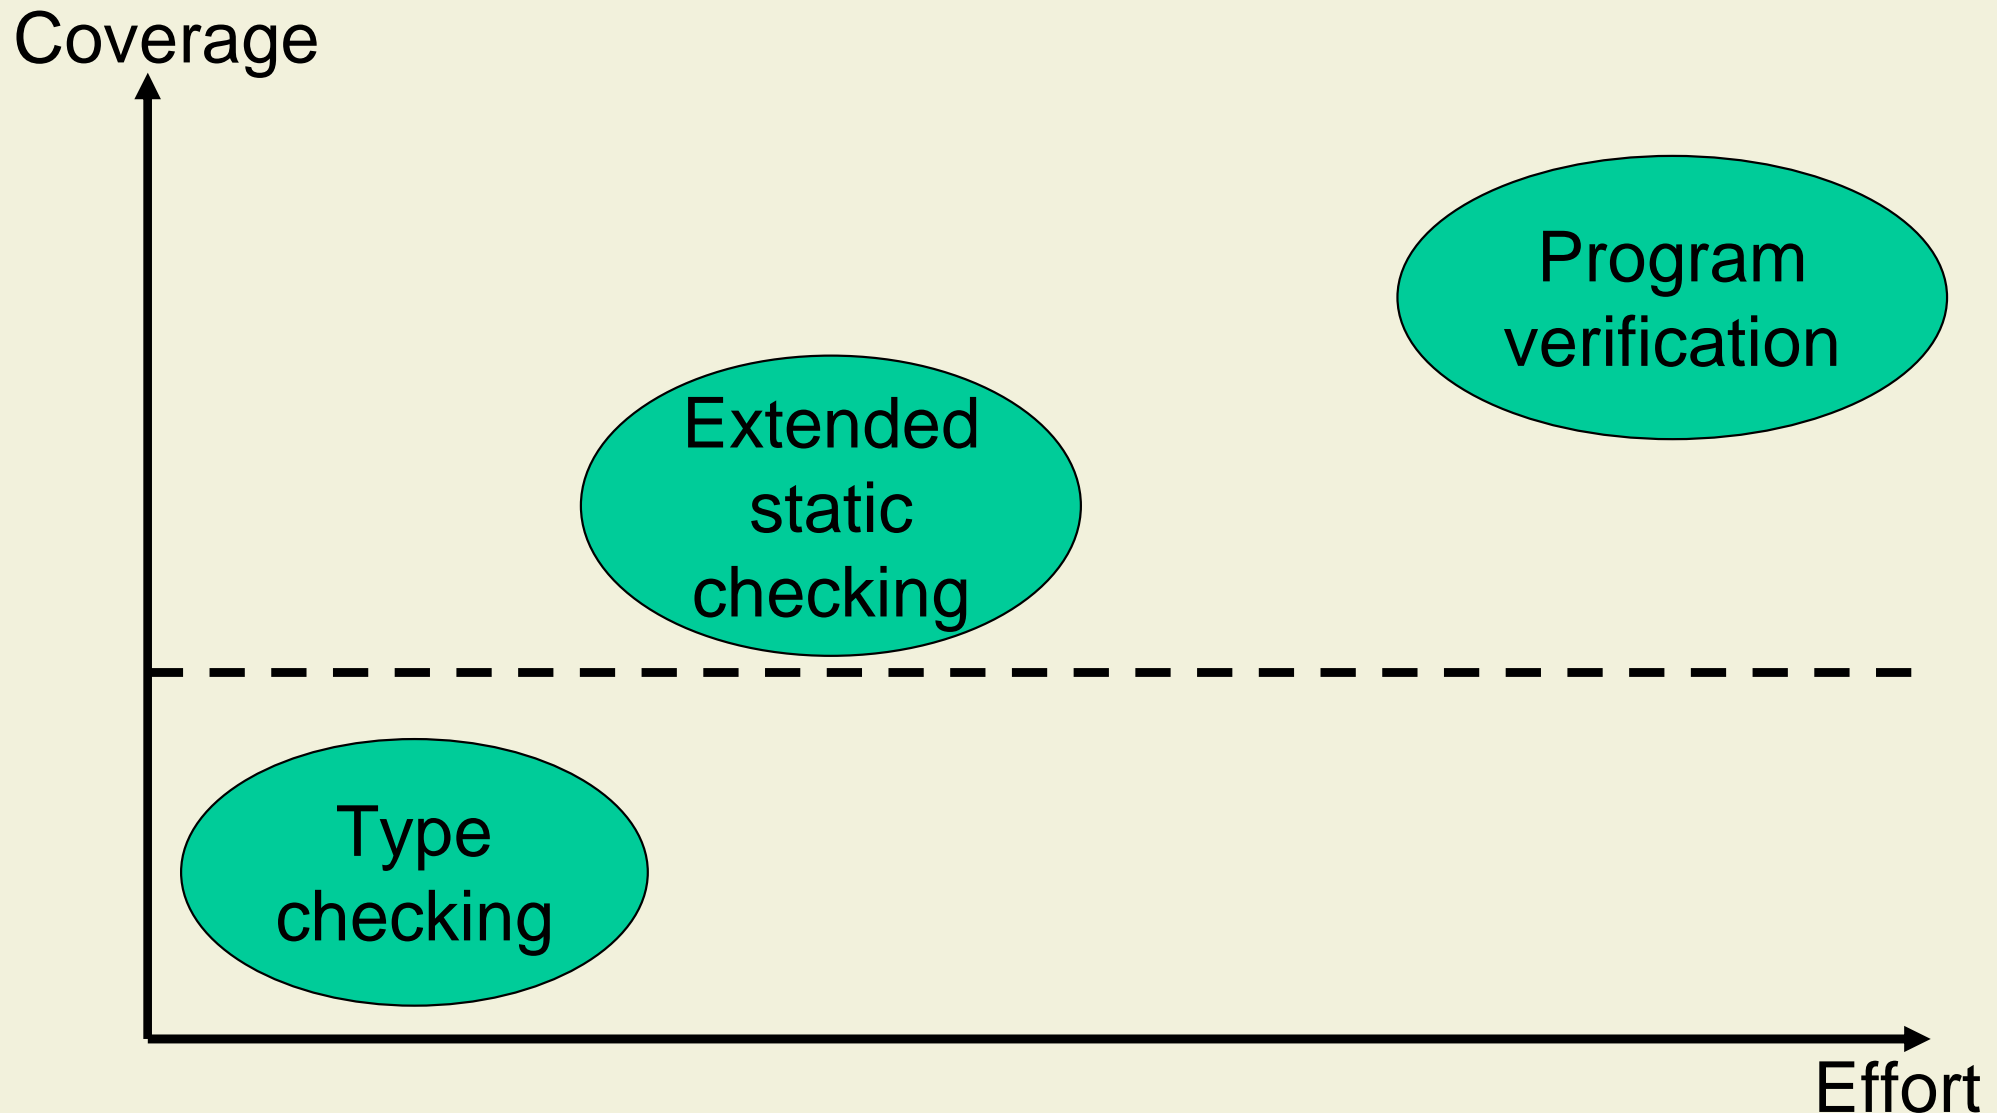 Coverage
Program
verification
Extended
static
checking
Type
checking
Effort